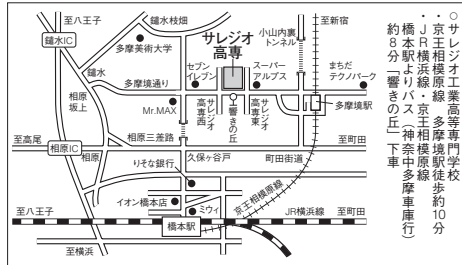 ○サレジオ工業高等専門学校
・京王相模原線 多摩境駅徒歩約10分
・JR横浜線・京王相模原線
橋本駅よりバス(神奈中多摩車庫行)
約8分「響きの丘」下車
至八王子
鑓水IC
鑓水枝畑
多摩美術大学
鑓水
多摩境通り
相原坂上
サレジオ高専
セブンイレブン
スーパーアルプス
小山内裏トンネル
至新宿
まちだテクノパーク
Mr.MAX
サレジオ高専西
響きの丘
サレジオ高専東
多摩境駅
至高尾
相原IC
相原
相原三差路
至町田
りそな銀行
久保ヶ谷戸
町田街道
イオン橋本店
ミウィ
京王相模原線
至八王子
橋本駅
JR横浜線
至町田
至横浜